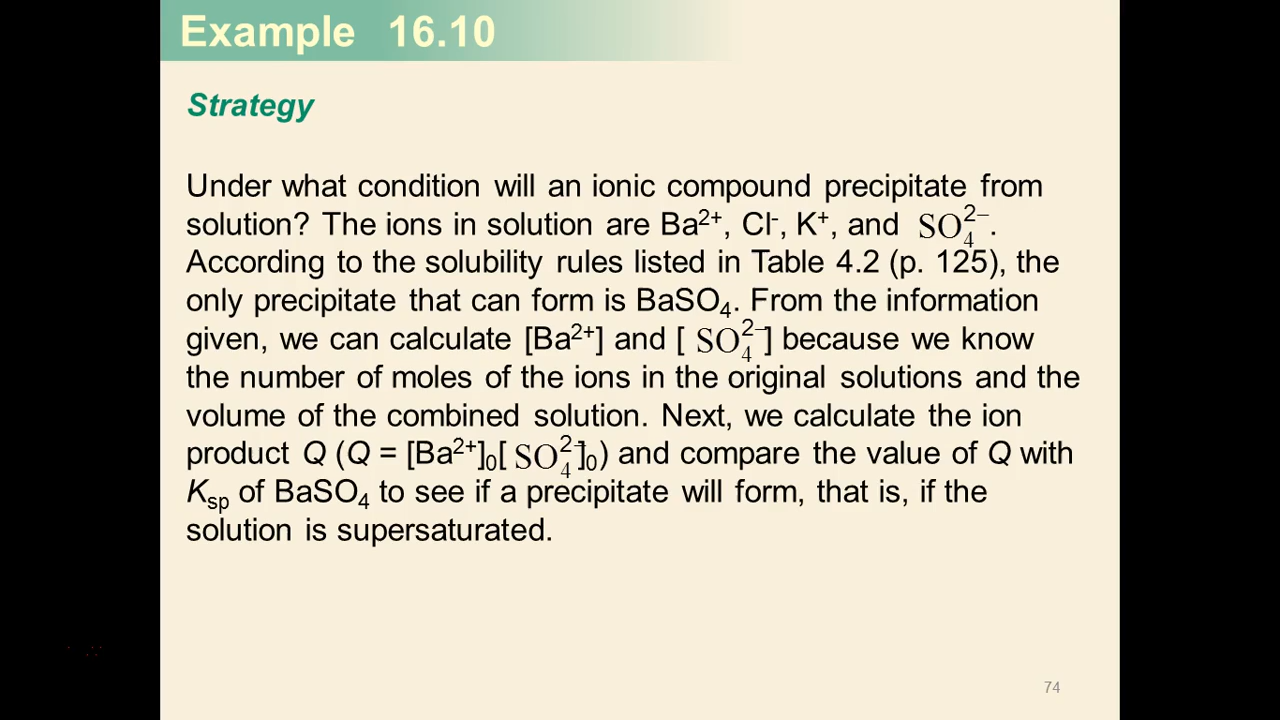 Example 16.10
Strategy
Under what condition will an ionic compound precipitate from
solution? The ions in solution are Ba²⁺, Cl⁻, K⁺, and SO₄²⁻.
According to the solubility rules listed in Table 4.2 (p. 125), the
only precipitate that can form is BaSO₄. From the information
given, we can calculate [Ba²⁺] and [ SO₄²⁻] because we know
the number of moles of the ions in the original solutions and the
volume of the combined solution. Next, we calculate the ion
product Q (Q = [Ba²⁺]₀[ SO₄²⁻]₀) and compare the value of Q with
Kₛₚ of BaSO₄ to see if a precipitate will form, that is, if the
solution is supersaturated.
74